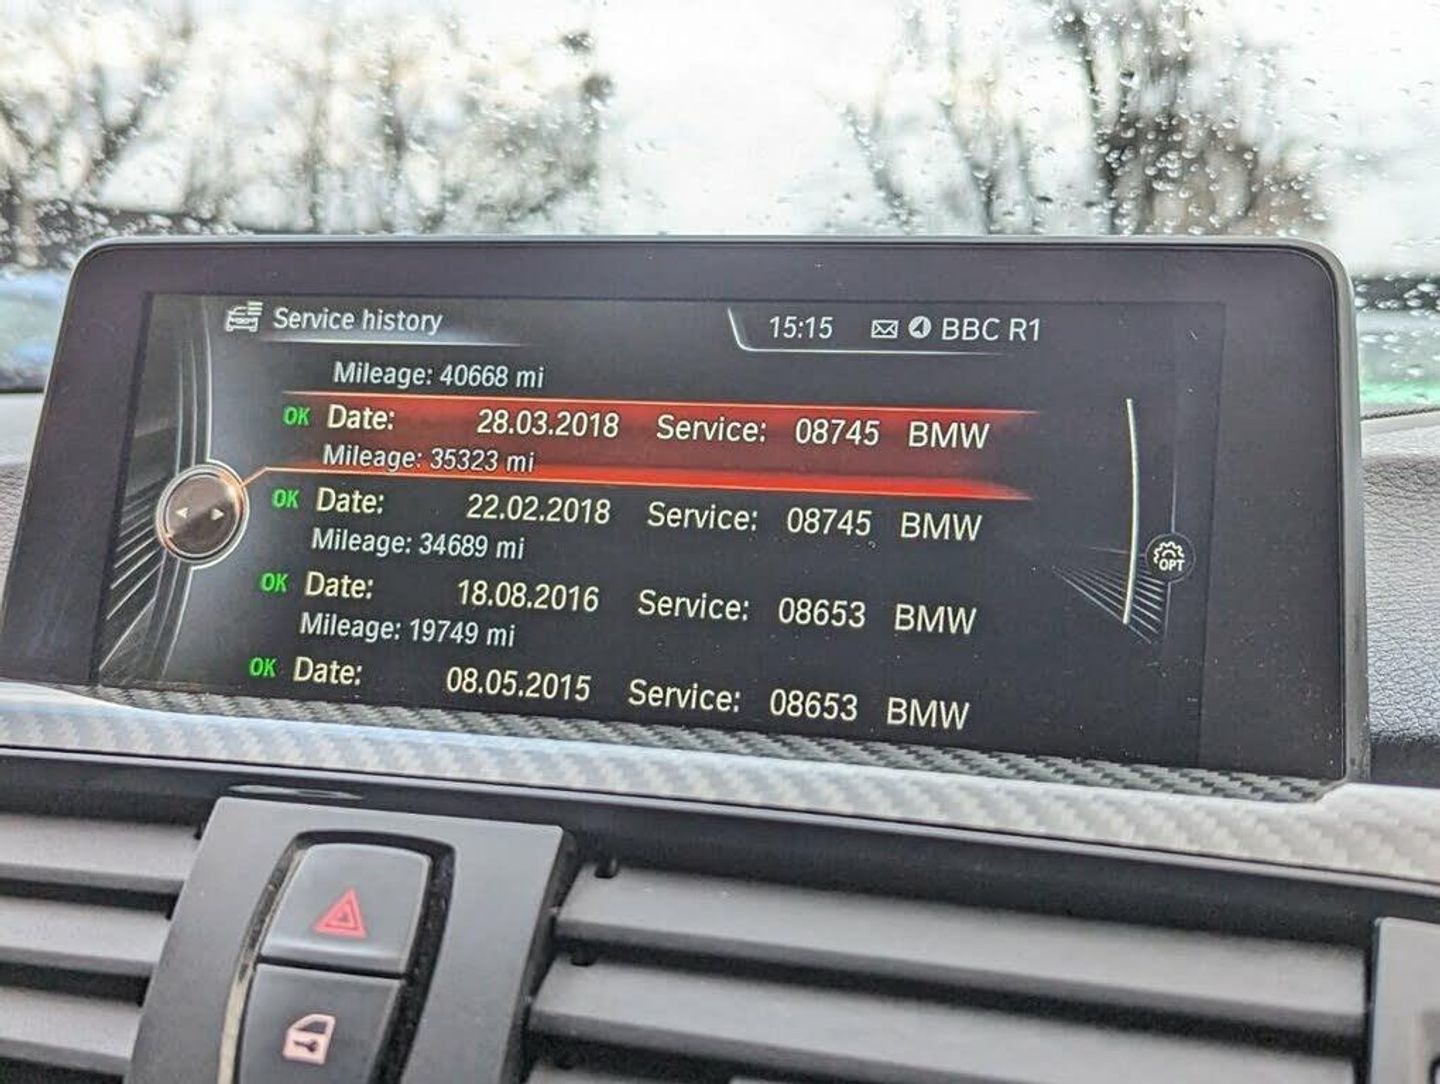 Service history 15:15 BBC R1
Mileage: 40668 mi
OK Date: 28.03.2018 Service: 08745 BMW
Mileage: 35323 mi
OK Date: 22.02.2018 Service: 08745 BMW
Mileage: 34689 mi
OK Date: 18.08.2016 Service: 08653 BMW
OPT
Mileage: 19749 mi
OK Date: 08.05.2015 Service: 08653 BMW